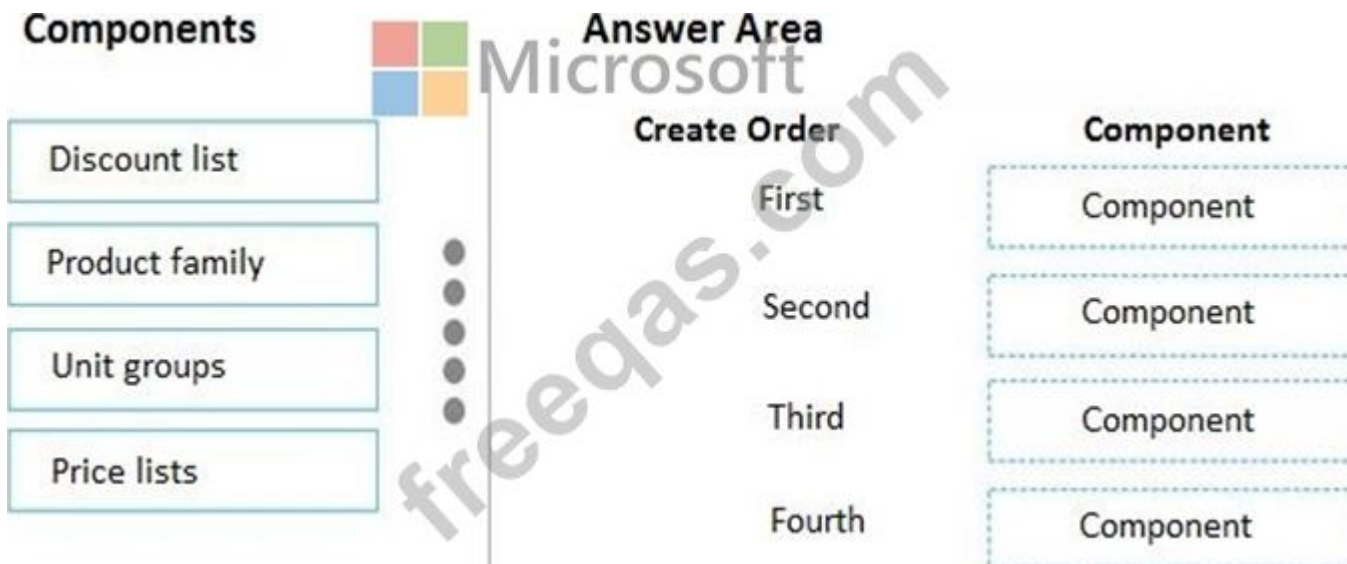 Components
Microsoft
Answer Area
Create Order
Component
Discount list
Product family
Unit groups
Price lists
First
Component
Second
Component
Third
Component
Fourth
Component
freeqas.com